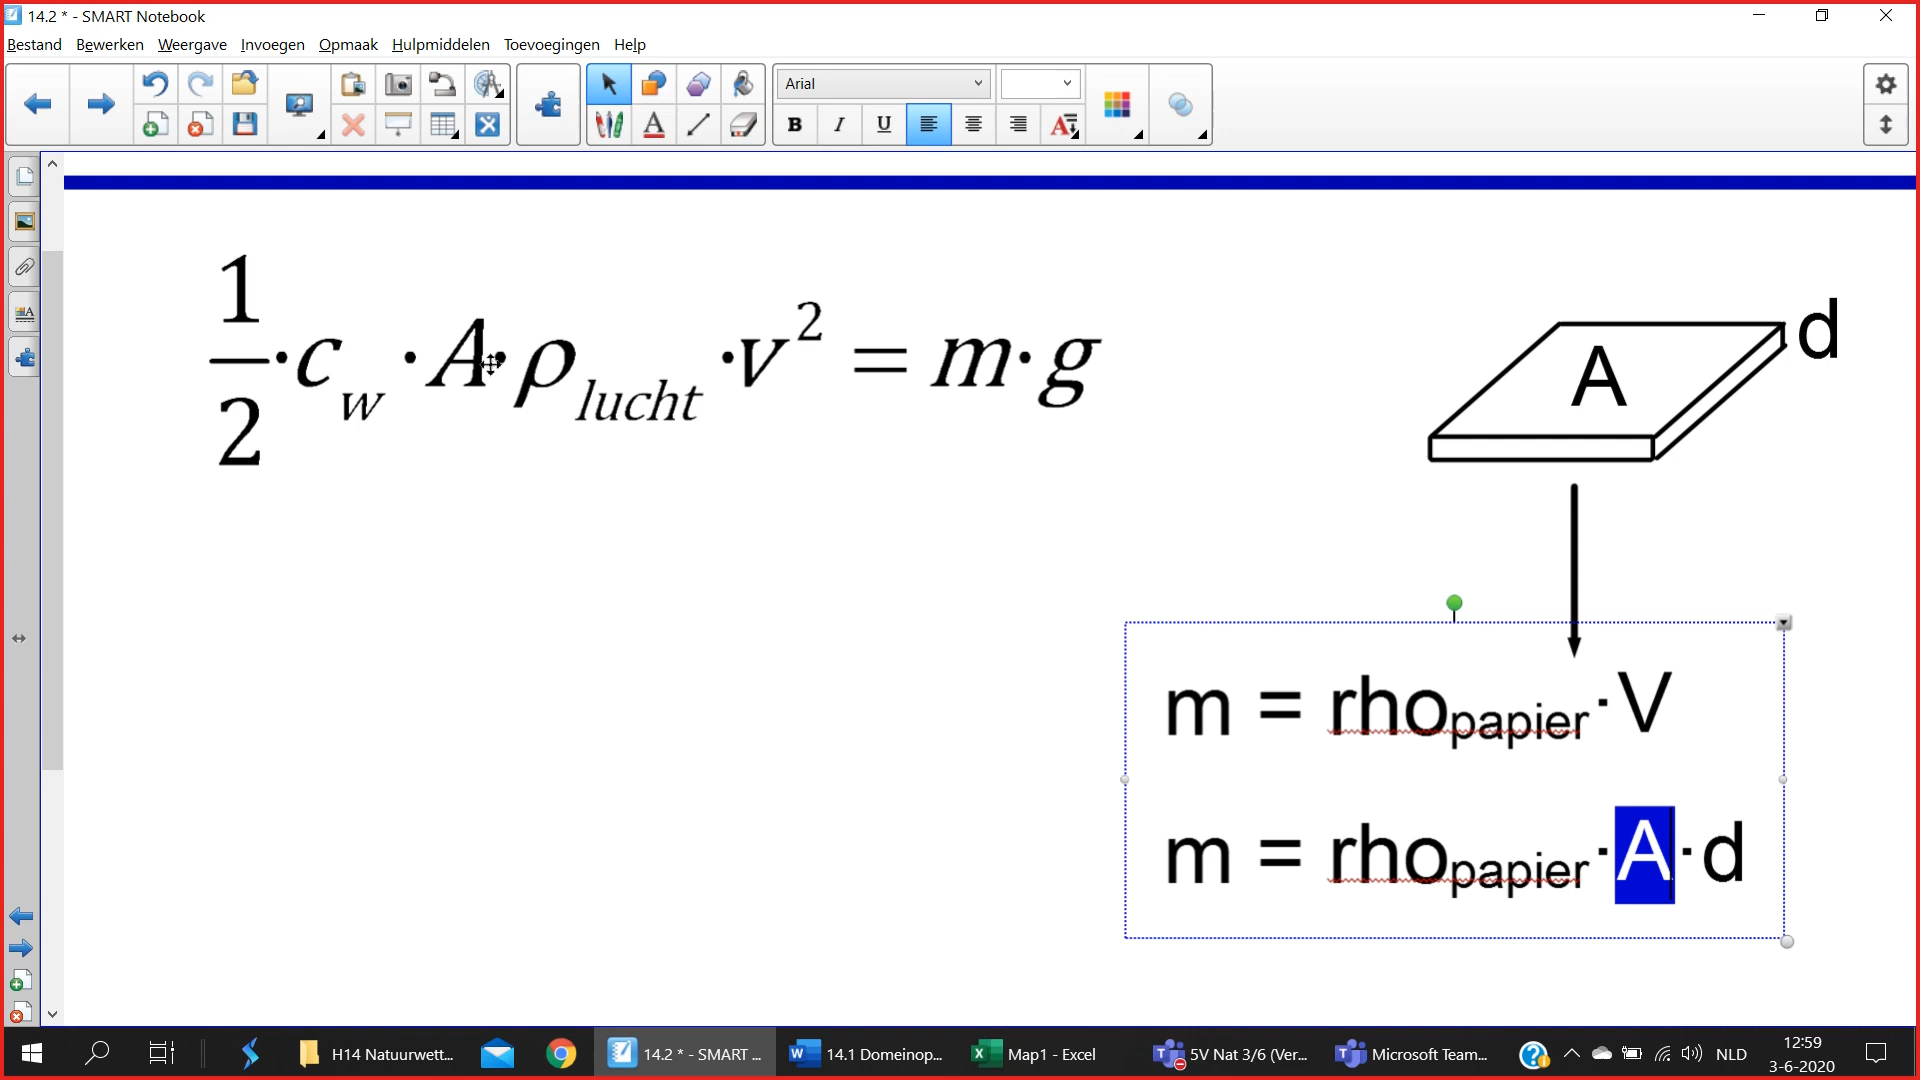 14.2 * - SMART Notebook
Bestand Bewerken Weergave Invoegen Opmaak Hulpmiddelen Toevoegingen Help
Arial
B I U A
1/2 · c_w · A · ρ_lucht · v² = m · g
A
d
m = rho_papier · V
m = rho_papier · A · d
H14 Natuurwett... 14.2 * - SMART ... 14.1 Domeinop... Map1 - Excel 5V Nat 3/6 (Ver... Microsoft Team... NLD 12:59
3-6-2020